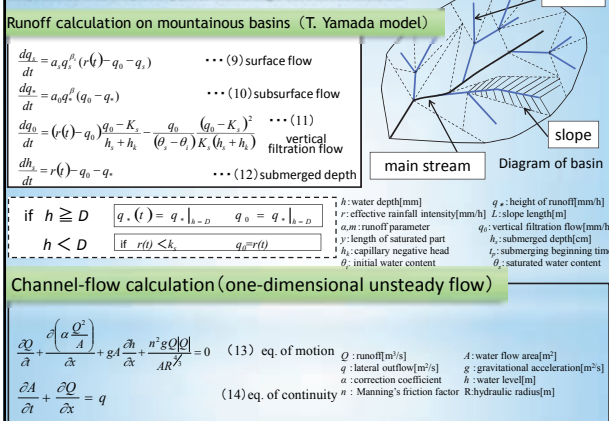 Runoff calculation on mountainous basins (T. Yamada model)
dq_s/dt = a_s q_s^{β_s} (r(t) − q_0 − q_s) ・・・(9) surface flow
dq_*/dt = a_0 q_*^β (q_0 − q_*) ・・・(10) subsurface flow
dq_0/dt = (r(t) − q_0) (q_0 − K_s)/(h_s + h_k) − q_0/(θ_s − θ_i) (q_0 − K_s)²/(K_s(h_s + h_k)) ・・・(11) vertical filtration flow
dh_s/dt = r(t) − q_0 − q_* ・・・(12) submerged depth
slope
main stream
Diagram of basin
if h ≧ D q_*(t) = q_*|_{h=D} q_0 = q_*|_{h=D}
h < D if r(t) < k_s q_0=r(t)
h: water depth[mm] q_*: height of runoff[mm/h]
r: effective rainfall intensity[mm/h] L: slope length[m]
α,m: runoff parameter q_0: vertical filtration flow[mm/h
y: length of saturated part h_s: submerged depth[cm]
h_k: capillary negative head t_p: submerging beginning time
θ_i: initial water content θ_s: saturated water content
Channel-flow calculation (one-dimensional unsteady flow)
∂Q/∂t + ∂(α Q²/A)/∂x + gA ∂h/∂x + n²gQ|Q|/(AR^{4/3}) = 0 (13) eq. of motion
∂A/∂t + ∂Q/∂x = q (14) eq. of continuity
Q : runoff[m³/s] A: water flow area[m²]
q : lateral outflow[m²/s] g : gravitational acceleration[m²/s]
α : correction coefficient h : water level[m]
n : Manning's friction factor R:hydraulic radius[m]